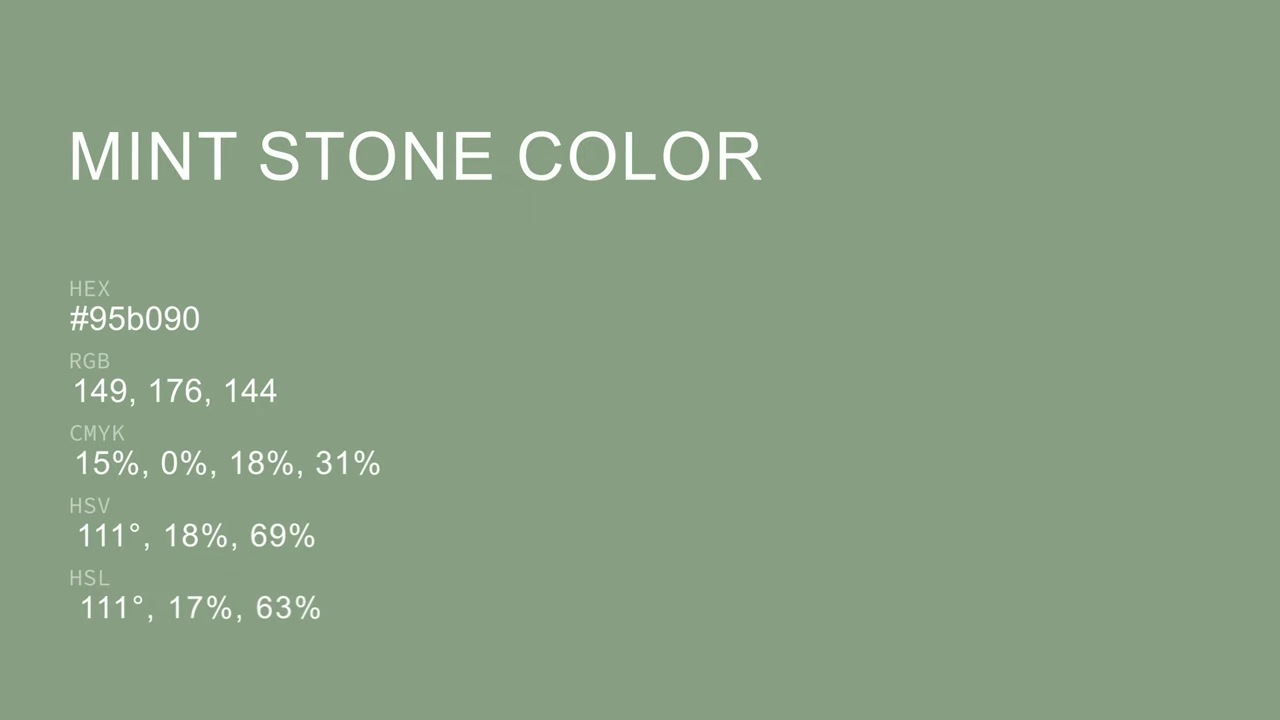 MINT STONE COLOR
HEX
#95b090
RGB
149, 176, 144
CMYK
15%, 0%, 18%, 31%
HSV
111°, 18%, 69%
HSL
111°, 17%, 63%